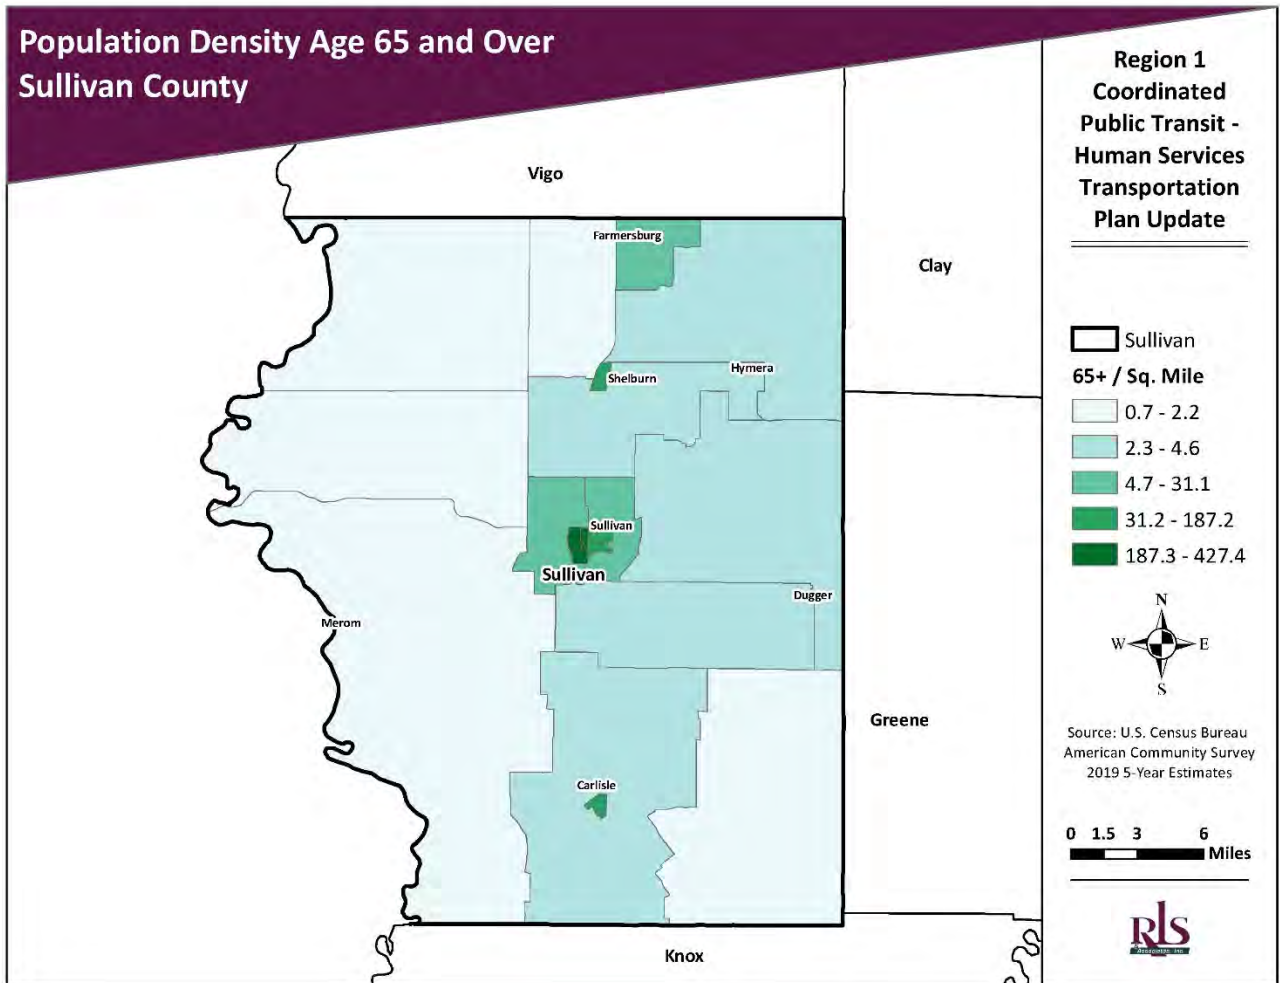 Population Density Age 65 and Over
Sullivan County
Region 1
Coordinated
Public Transit -
Human Services
Transportation
Plan Update
Vigo
Farmersburg
Clay
Shelburn
Hymera
Sullivan
Sullivan
Dugger
Merom
Greene
Carlisle
Knox
Sullivan
65+ / Sq. Mile
0.7 - 2.2
2.3 - 4.6
4.7 - 31.1
31.2 - 187.2
187.3 - 427.4
N
W E
S
Source: U.S. Census Bureau
American Community Survey
2019 5-Year Estimates
0 1.5 3 6
Miles
RLS
& Associates, Inc.